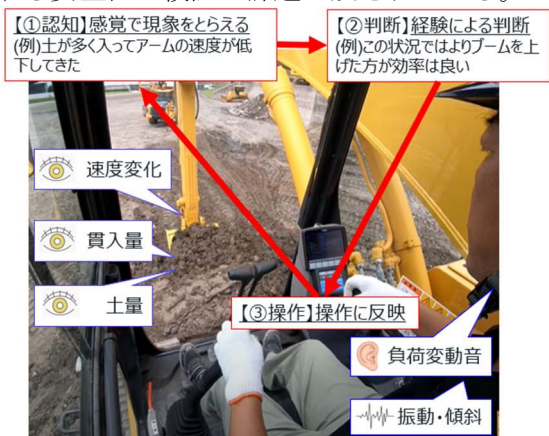 【①認知】感覚で現象をとらえる
(例)土が多く入ってアームの速度が低
下してきた
【②判断】経験による判断
(例)この状況ではよりブームを上
げた方が効率は良い
速度変化
貫入量
土量
【③操作】操作に反映
負荷変動音
振動・傾斜